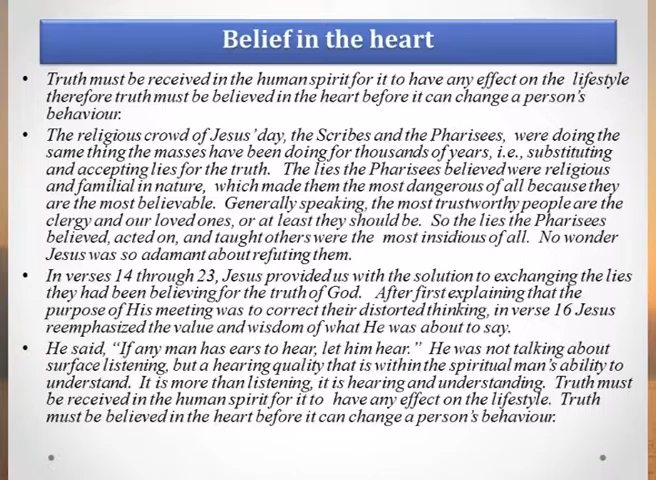 Belief in the heart
• Truth must be received in the human spirit for it to have any effect on the lifestyle
therefore truth must be believed in the heart before it can change a person's
behaviour.
• The religious crowd of Jesus' day, the Scribes and the Pharisees, were doing the
same thing the masses have been doing for thousands of years, i.e., substituting
and accepting lies for the truth. The lies the Pharisees believed were religious
and familial in nature, which made them the most dangerous of all because they
are the most believable. Generally speaking, the most trustworthy people are the
clergy and our loved ones, or at least they should be. So the lies the Pharisees
believed, acted on, and taught others were the most insidious of all. No wonder
Jesus was so adamant about refuting them.
• In verses 14 through 23, Jesus provided us with the solution to exchanging the lies
they had been believing for the truth of God. After first explaining that the
purpose of His meeting was to correct their distorted thinking, in verse 16 Jesus
reemphasized the value and wisdom of what He was about to say.
• He said, "If any man has ears to hear, let him hear." He was not talking about
surface listening, but a hearing quality that is within the spiritual man's ability to
understand. It is more than listening, it is hearing and understanding. Truth must
be received in the human spirit for it to have any effect on the lifestyle. Truth
must be believed in the heart before it can change a person's behaviour.